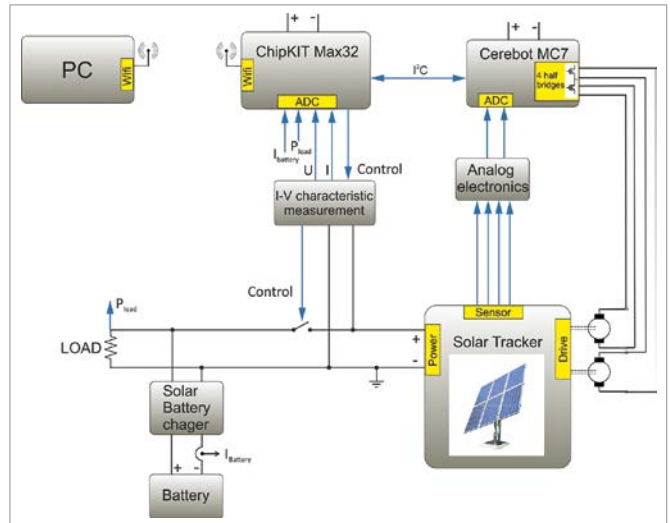 + -
ChipKIT Max32
+ -
Cerebot MC7
PC
Wifi
Wifi
ADC
I²C
4 half
bridges
ADC
I battery
P load
U
I
Control
Analog
electronics
I-V characteristic
measurement
Control
P load
LOAD
Sensor
+
-
Power
Solar Tracker
Drive
Solar
Battery
chager
+ -
I Battery
Battery